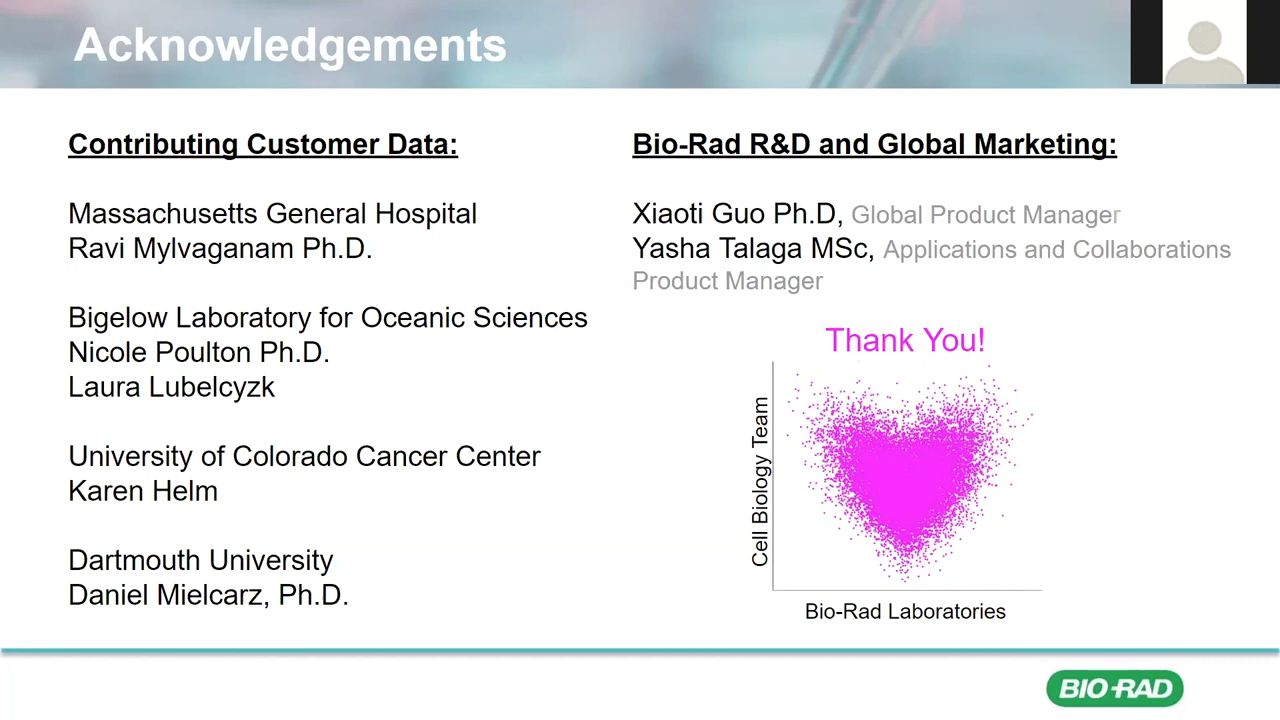 Acknowledgements
Contributing Customer Data:
Massachusetts General Hospital
Ravi Mylvaganam Ph.D.
Bigelow Laboratory for Oceanic Sciences
Nicole Poulton Ph.D.
Laura Lubelcyzk
University of Colorado Cancer Center
Karen Helm
Dartmouth University
Daniel Mielcarz, Ph.D.
Bio-Rad R&D and Global Marketing:
Xiaoti Guo Ph.D, Global Product Manager
Yasha Talaga MSc, Applications and Collaborations
Product Manager
Thank You!
Cell Biology Team
Bio-Rad Laboratories
BIO-RAD